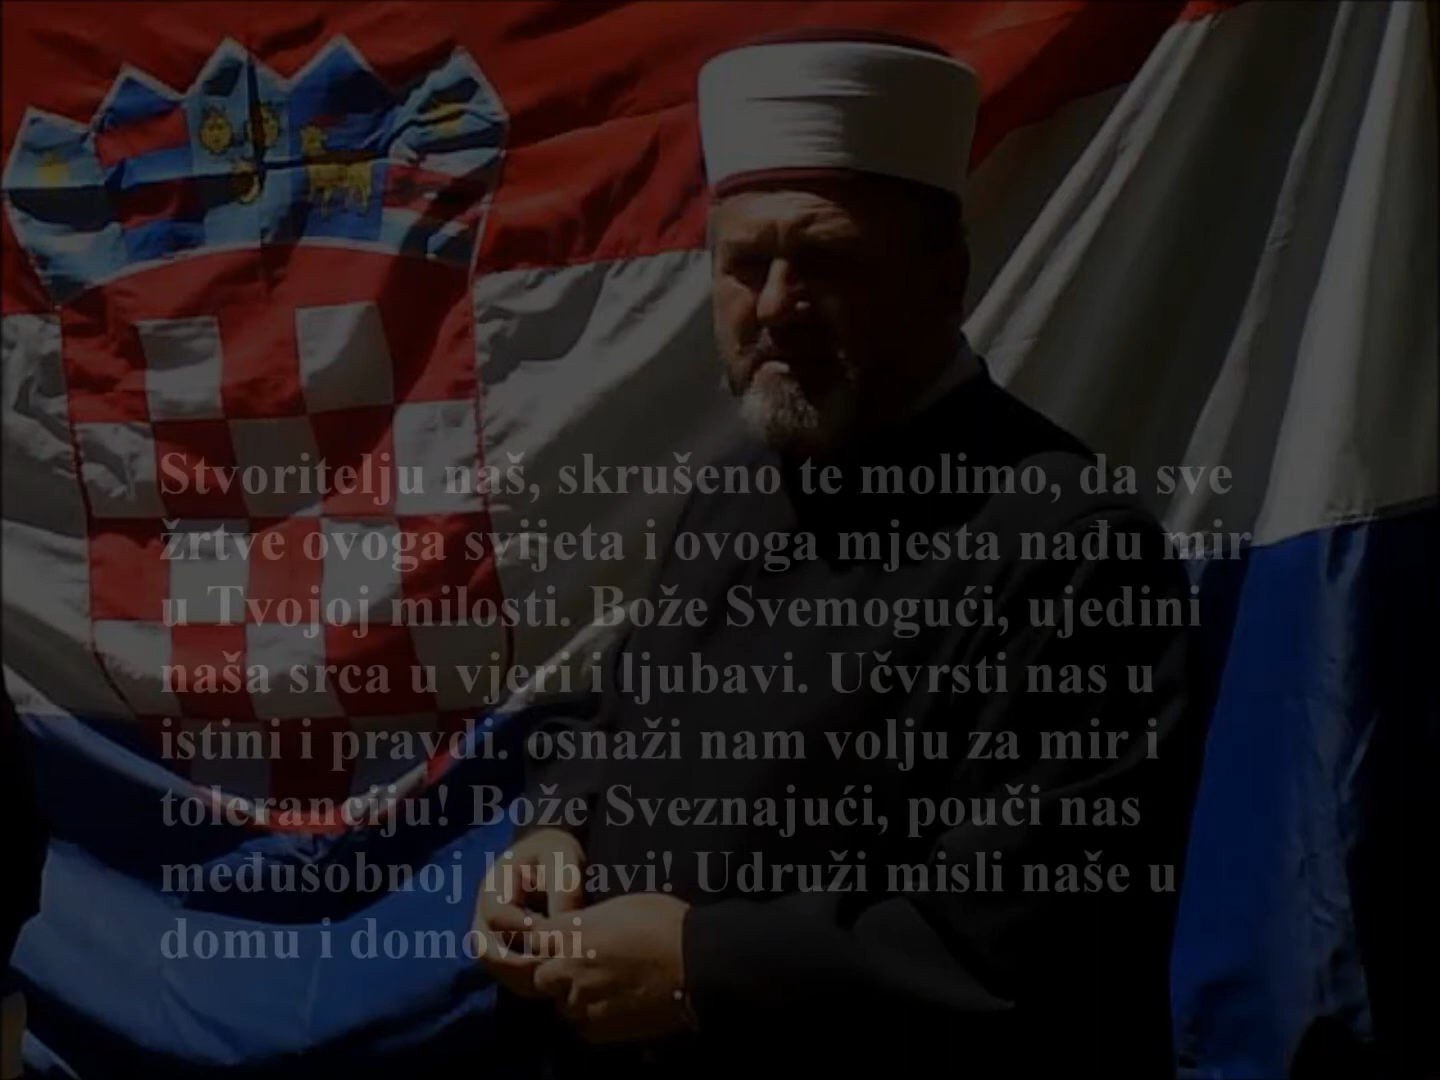 Stvoritelju naš, skrušeno te molimo, da sve
žrtve ovoga svijeta i ovoga mjesta nađu mir
u Tvojoj milosti. Bože Svemogući, ujedini
naša srca u vjeri i ljubavi. Učvrsti nas u
istini i pravdi. osnaži nam volju za mir i
toleranciju! Bože Sveznajući, pouči nas
međusobnoj ljubavi! Udruži misli naše u
domu i domovini.